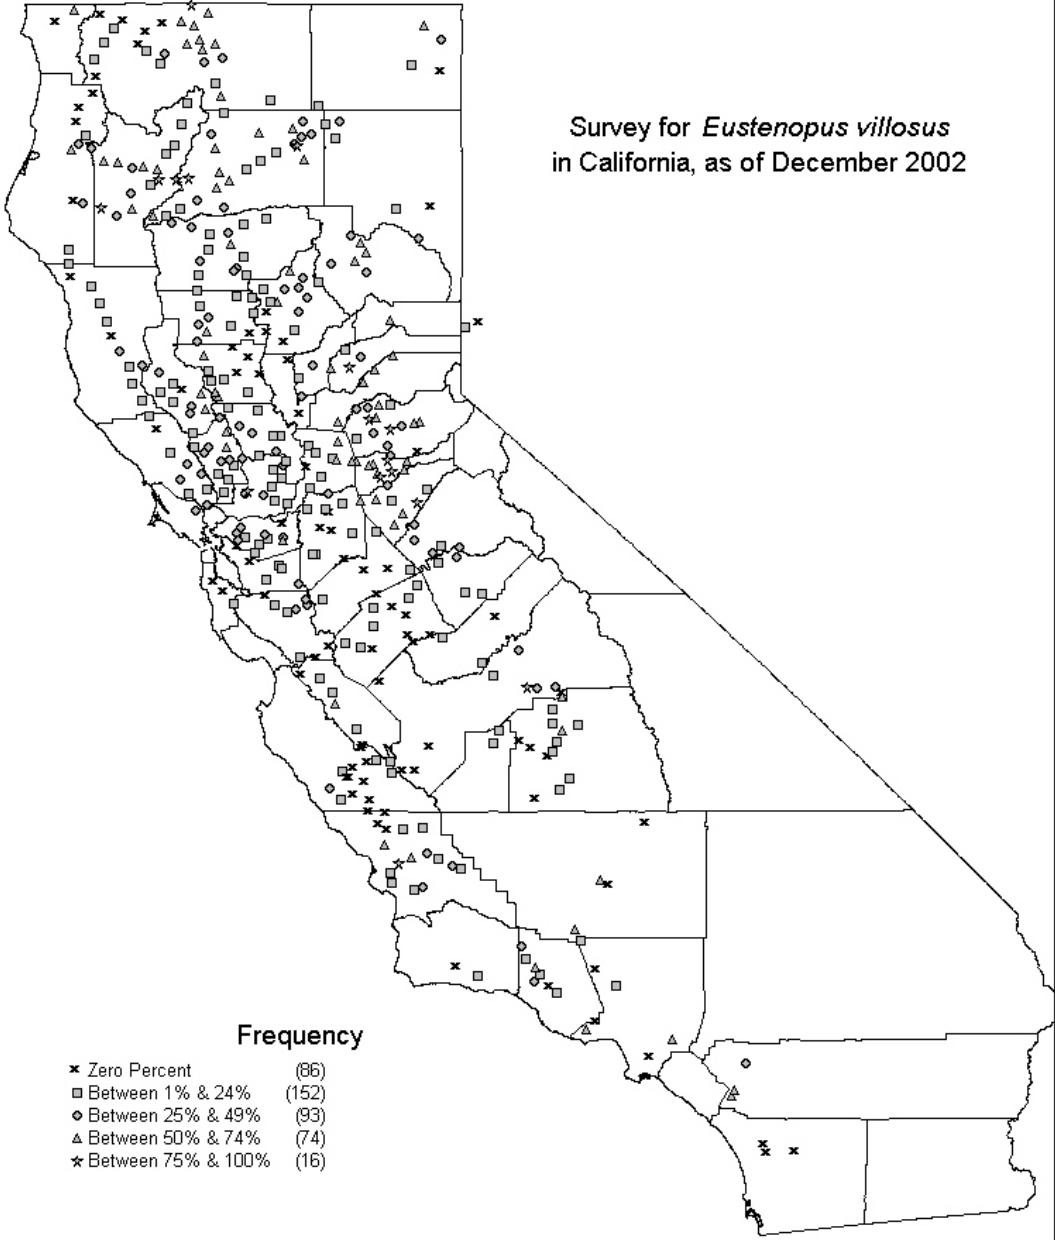 Survey for Eustenopus villosus
in California, as of December 2002
Frequency
Zero Percent (86)
Between 1% & 24% (152)
Between 25% & 49% (93)
Between 50% & 74% (74)
Between 75% & 100% (16)